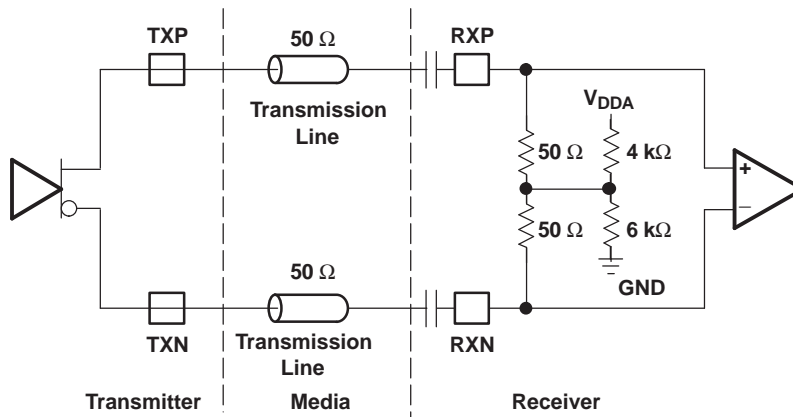 TXP
50 Ω
RXP
Transmission
Line
V_DDA
50 Ω
4 kΩ
+
−
50 Ω
6 kΩ
GND
50 Ω
TXN
Transmission
Line
RXN
Transmitter
Media
Receiver